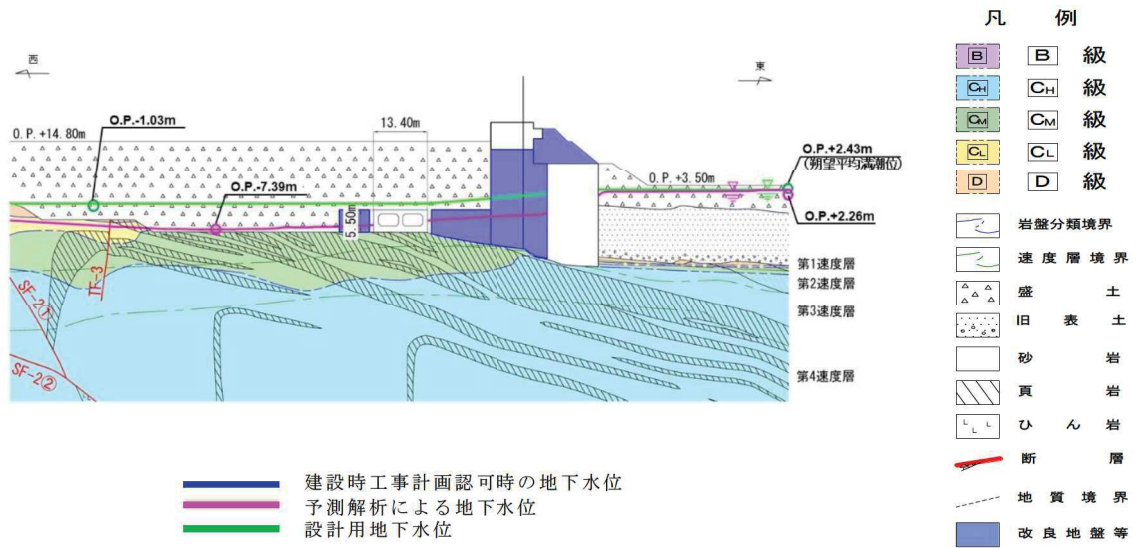 西
東
O.P.-1.03m
O.P.+14.80m
13.40m
O.P.-7.39m
5.50m
O.P.+2.43m
(朔望平均満潮位)
O.P.+3.50m
O.P.+2.26m
TF-3
SF-2①
SF-2②
第1速度層
第2速度層
第3速度層
第4速度層
建設時工事計画認可時の地下水位
予測解析による地下水位
設計用地下水位
凡 例
B B 級
CH CH 級
CM CM 級
CL CL 級
D D 級
岩盤分類境界
速度層境界
盛 土
旧 表 土
砂 岩
頁 岩
ひ ん 岩
断 層
地 質 境 界
改 良 地 盤 等